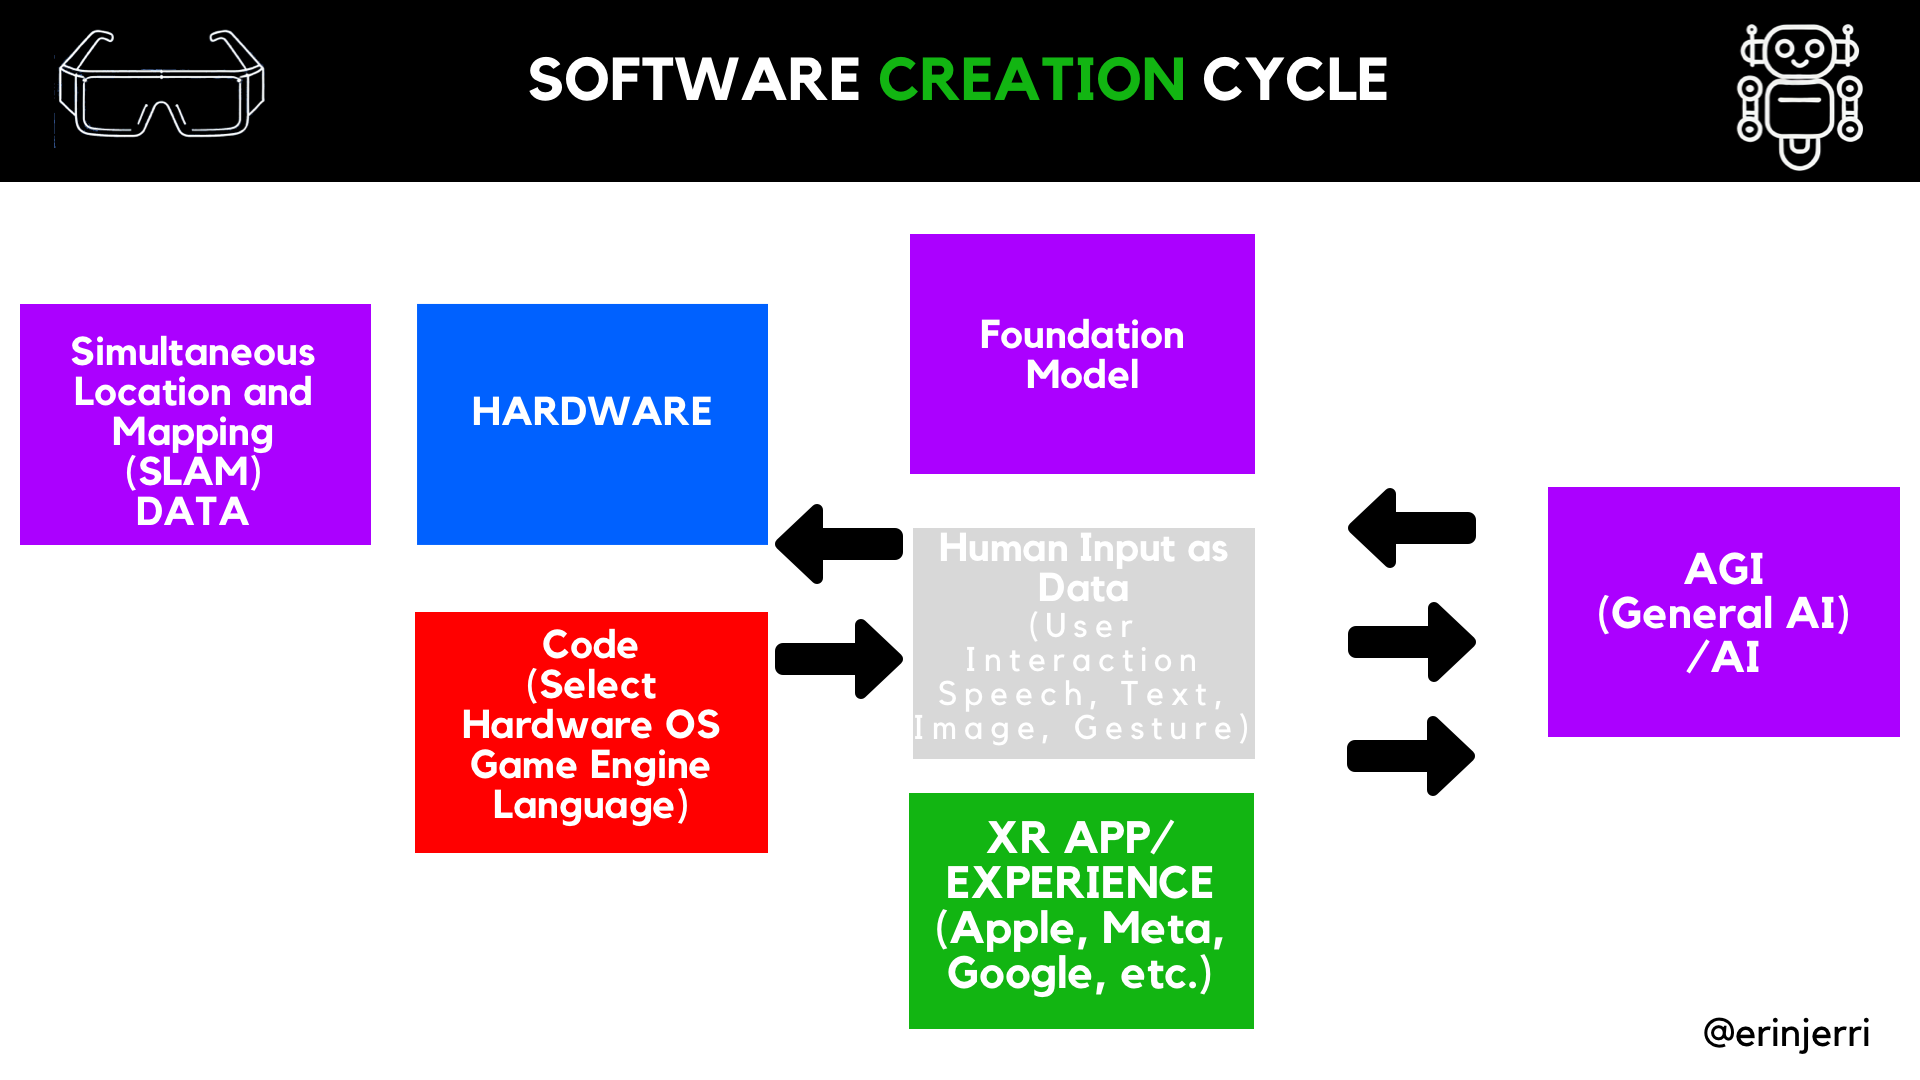 SOFTWARE CREATION CYCLE
Simultaneous
Location and
Mapping
(SLAM)
DATA
HARDWARE
Foundation
Model
Code
(Select
Hardware OS
Game Engine
Language)
Human Input as
Data
(User
Interaction
Speech, Text,
Image, Gesture)
XR APP/
EXPERIENCE
(Apple, Meta,
Google, etc.)
AGI
(General AI)
/AI
@erinjerri